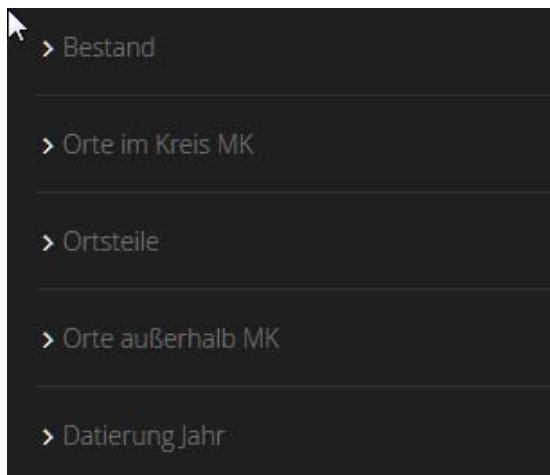 Bestand
Orte im Kreis MK
Ortsteile
Orte außerhalb MK
Datierung Jahr